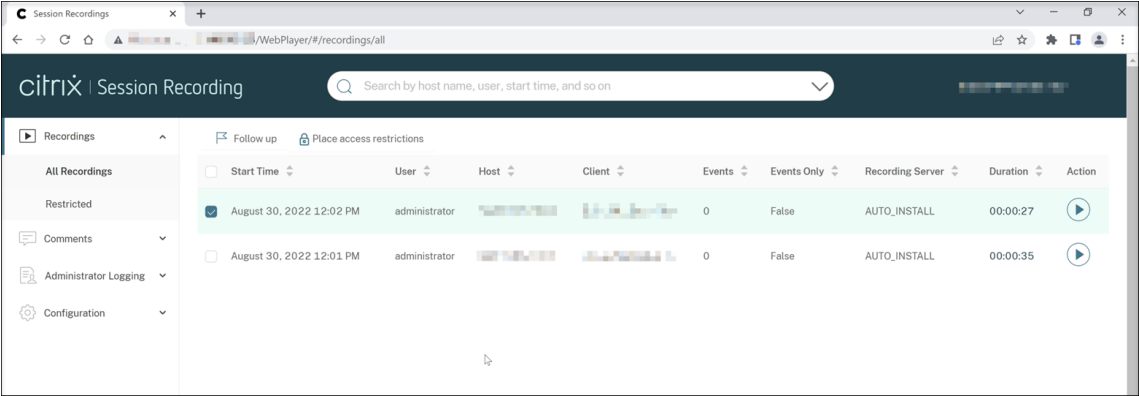 Session Recordings
/WebPlayer/#/recordings/all
citrix | Session Recording
Search by host name, user, start time, and so on
Recordings
All Recordings
Restricted
Comments
Administrator Logging
Configuration
Follow up Place access restrictions
Start Time User Host Client Events Events Only Recording Server Duration Action
August 30, 2022 12:02 PM administrator 0 False AUTO_INSTALL 00:00:27
August 30, 2022 12:01 PM administrator 0 False AUTO_INSTALL 00:00:35